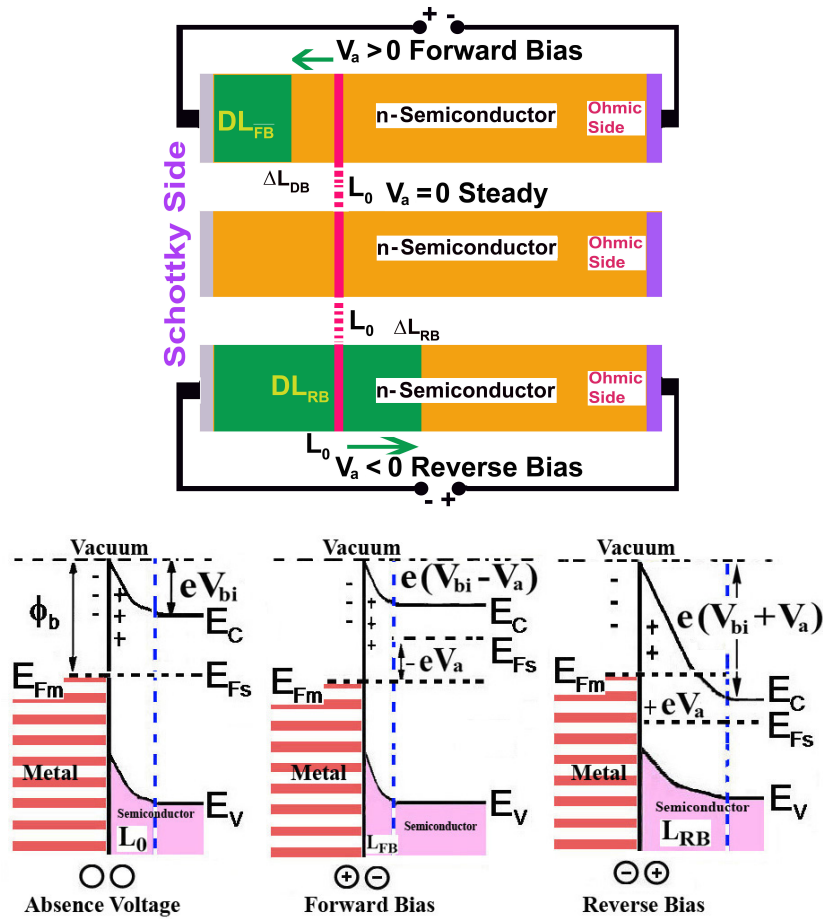 + -
Va > 0 Forward Bias
DLFB
n-Semiconductor
Ohmic
Side
ΔLDB
L0
Va = 0 Steady
Schottky Side
n-Semiconductor
Ohmic
Side
L0
ΔLRB
DLRB
n-Semiconductor
Ohmic
Side
L0
Va < 0 Reverse Bias
- +
Vacuum
- - - -
+ + +
eVbi
ϕb
EC
EFm
EFs
Metal
EV
Semiconductor
L0
Absence Voltage
Vacuum
- - -
+ + +
e(Vbi - Va)
EC
EFs
- eVa
EFm
Metal
EV
LFB
Semiconductor
+ -
Forward Bias
Vacuum
- - -
+ +
e(Vbi + Va)
EFm
EC
+ eVa
EFs
Metal
EV
Semiconductor
LRB
- +
Reverse Bias